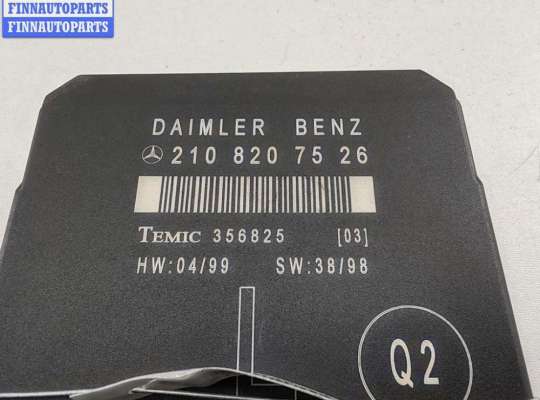 FINNAUTOPARTS
FINNAUTOPARTS
DAIMLER BENZ
210 820 75 26
TEMIC 356825 [03]
HW:04/99 SW:38/98
Q2